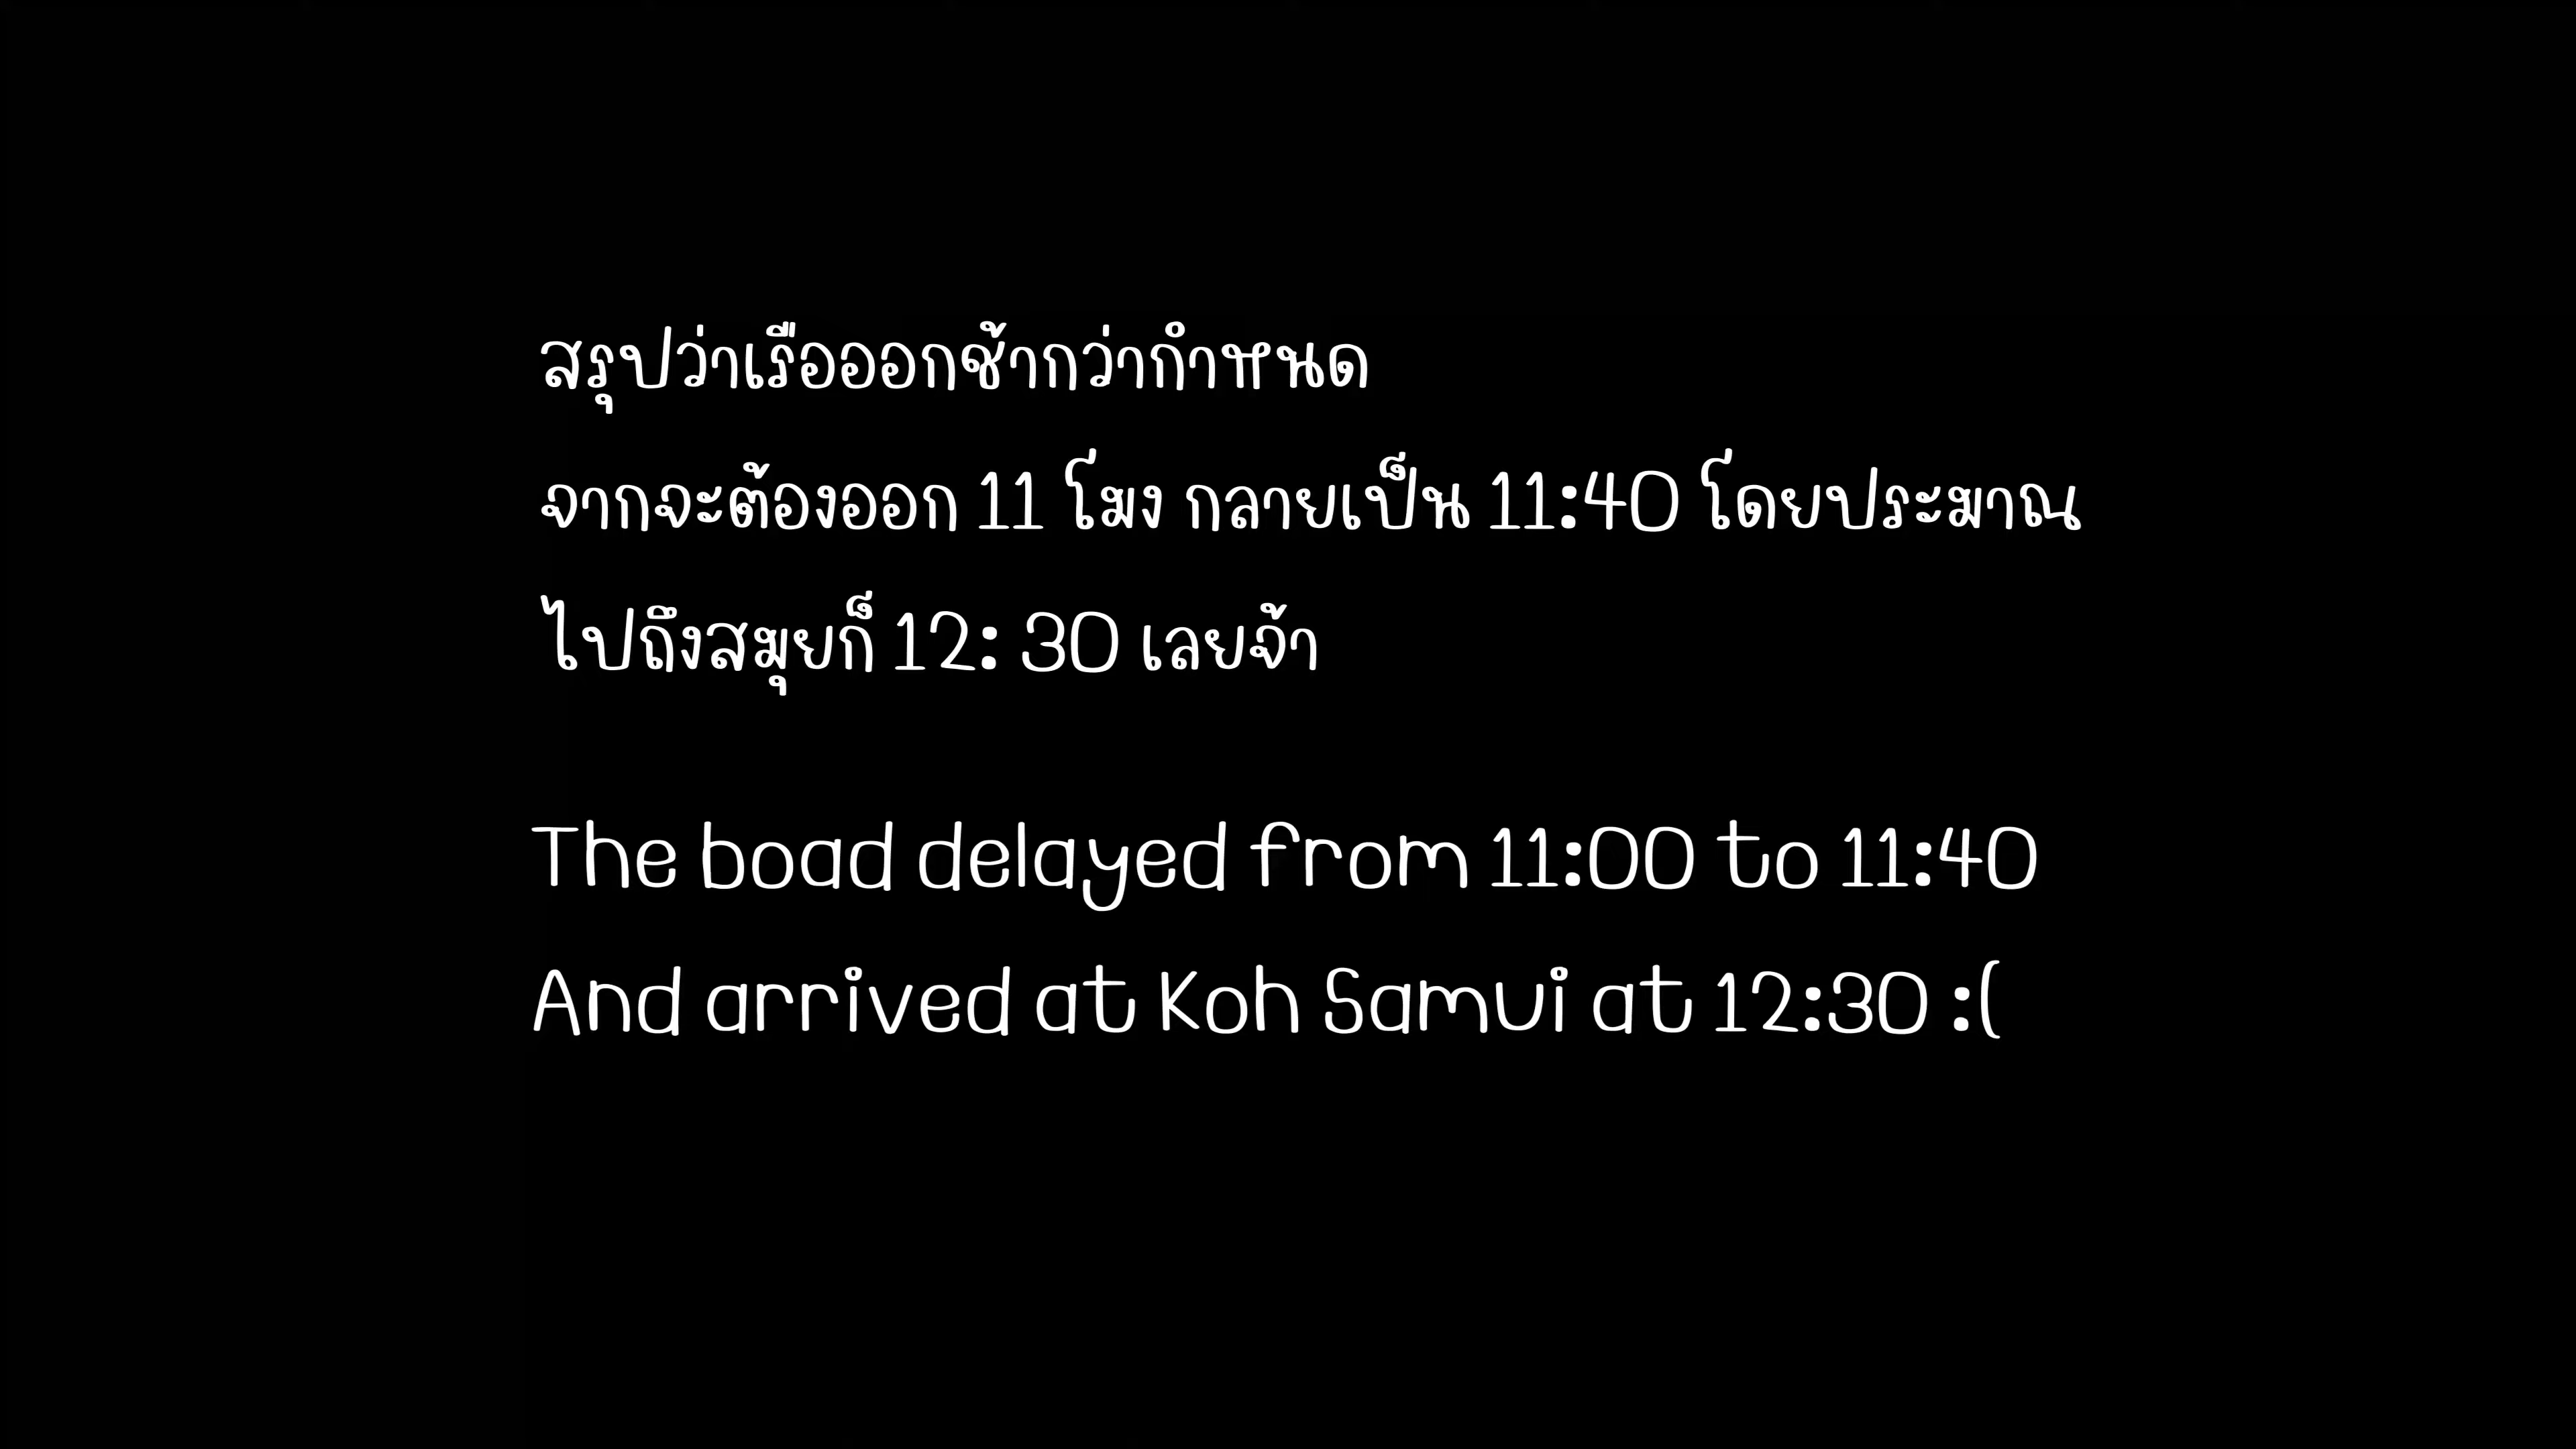 สรุปว่าเรือออกช้ากว่ากำหนด
จากจะต้องออก 11 โมง กลายเป็น 11:40 โดยประมาณ
ไปถึงสมุยก็ 12: 30 เลยจ้า
The boad delayed from 11:00 to 11:40
And arrived at Koh Samui at 12:30 :(